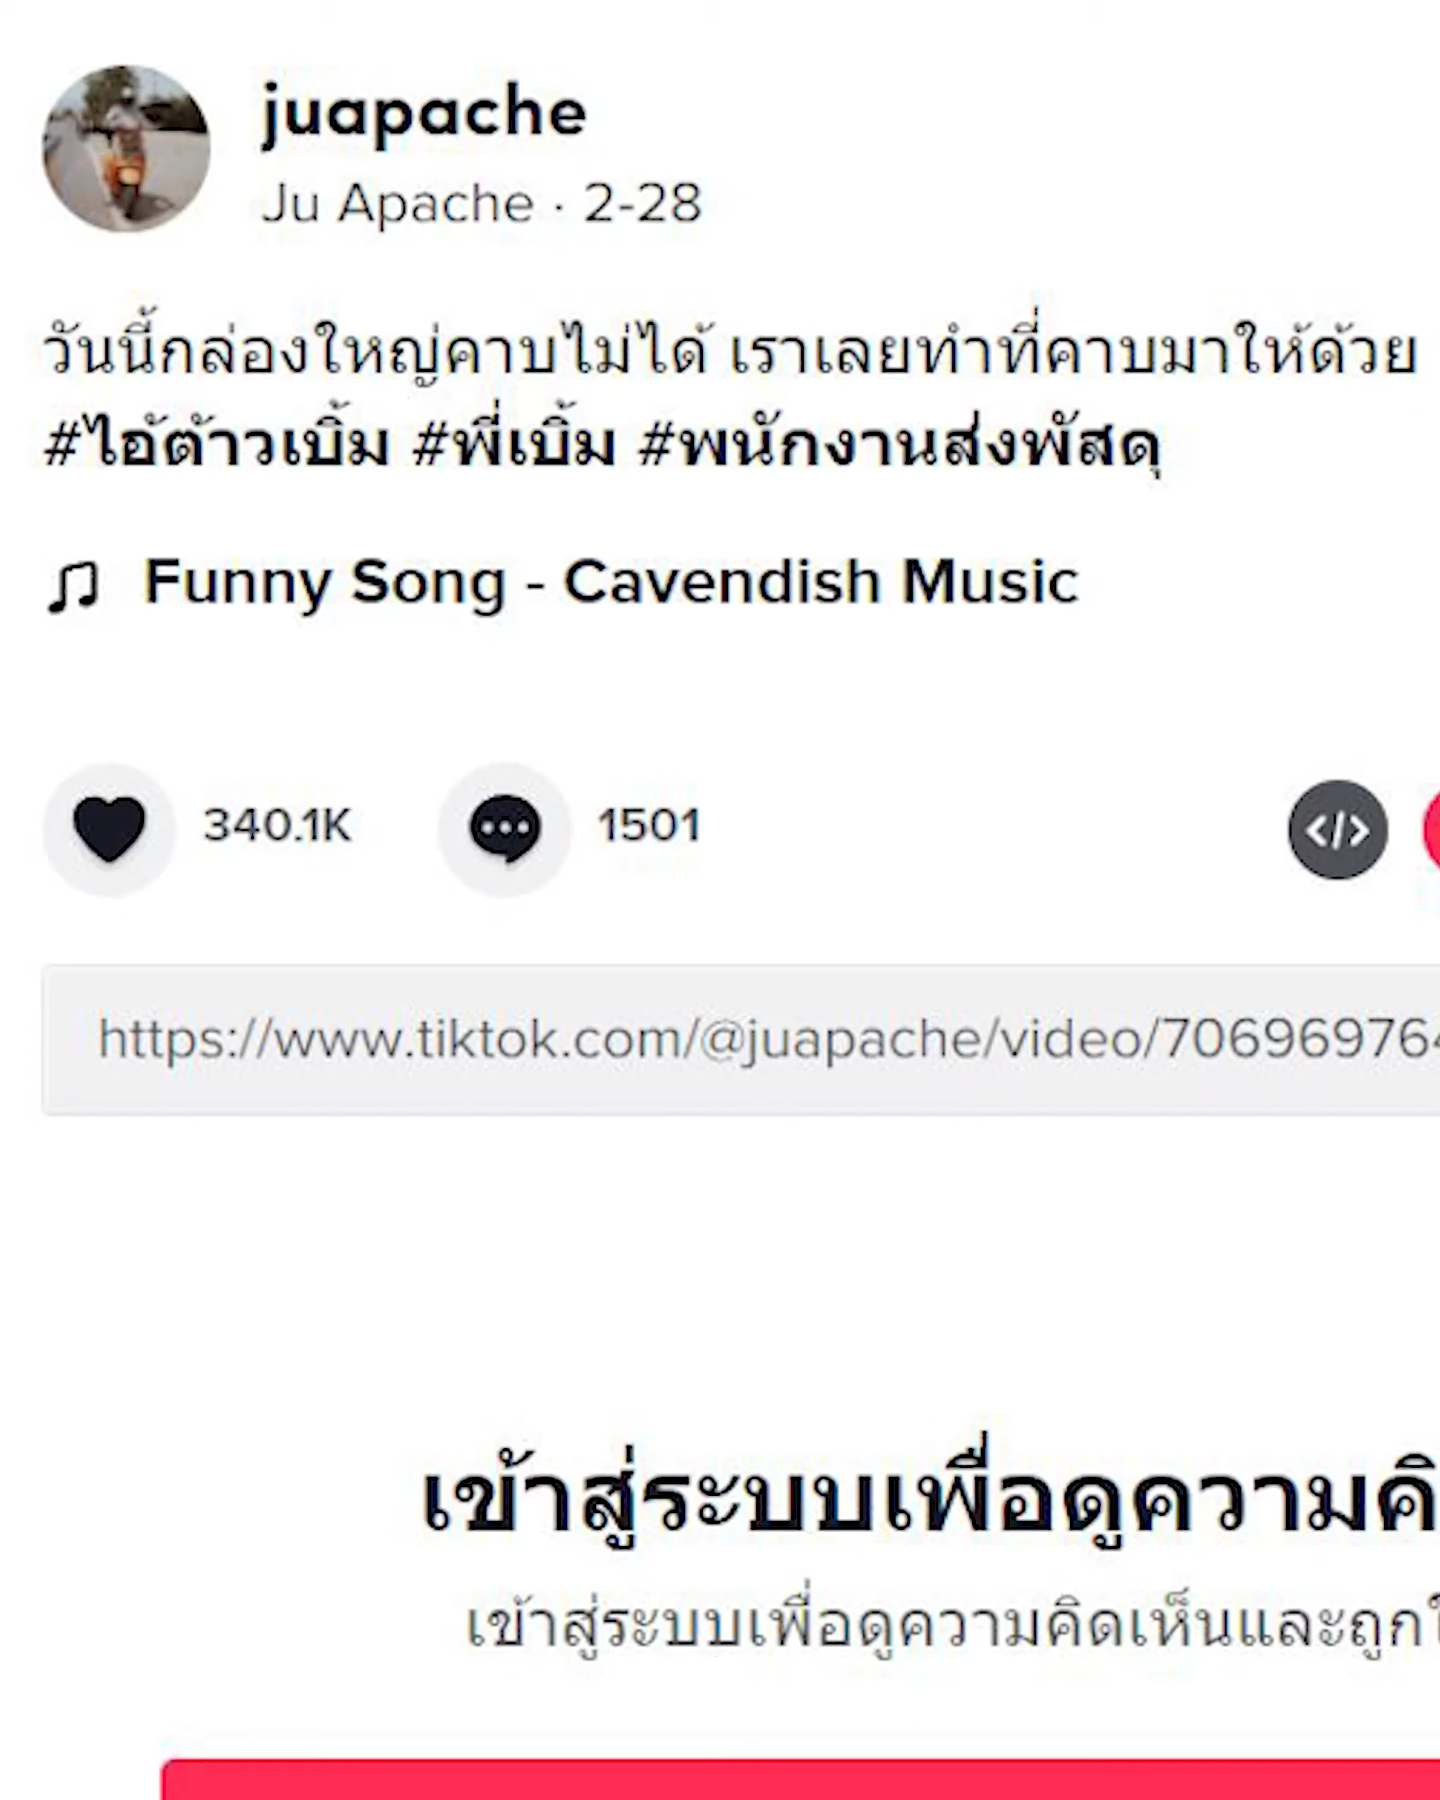 juapache
Ju Apache · 2-28
วันนี้กล่องใหญ่คาบไม่ได้ เราเลยทำที่คาบมาให้ด้วย
#ไอ้ต้าวเบิ้ม #พี่เบิ้ม #พนักงานส่งพัสดุ
Funny Song - Cavendish Music
340.1K
1501
https://www.tiktok.com/@juapache/video/70696976
เข้าสู่ระบบเพื่อดูความคิ
เข้าสู่ระบบเพื่อดูความคิดเห็นและถูกใ